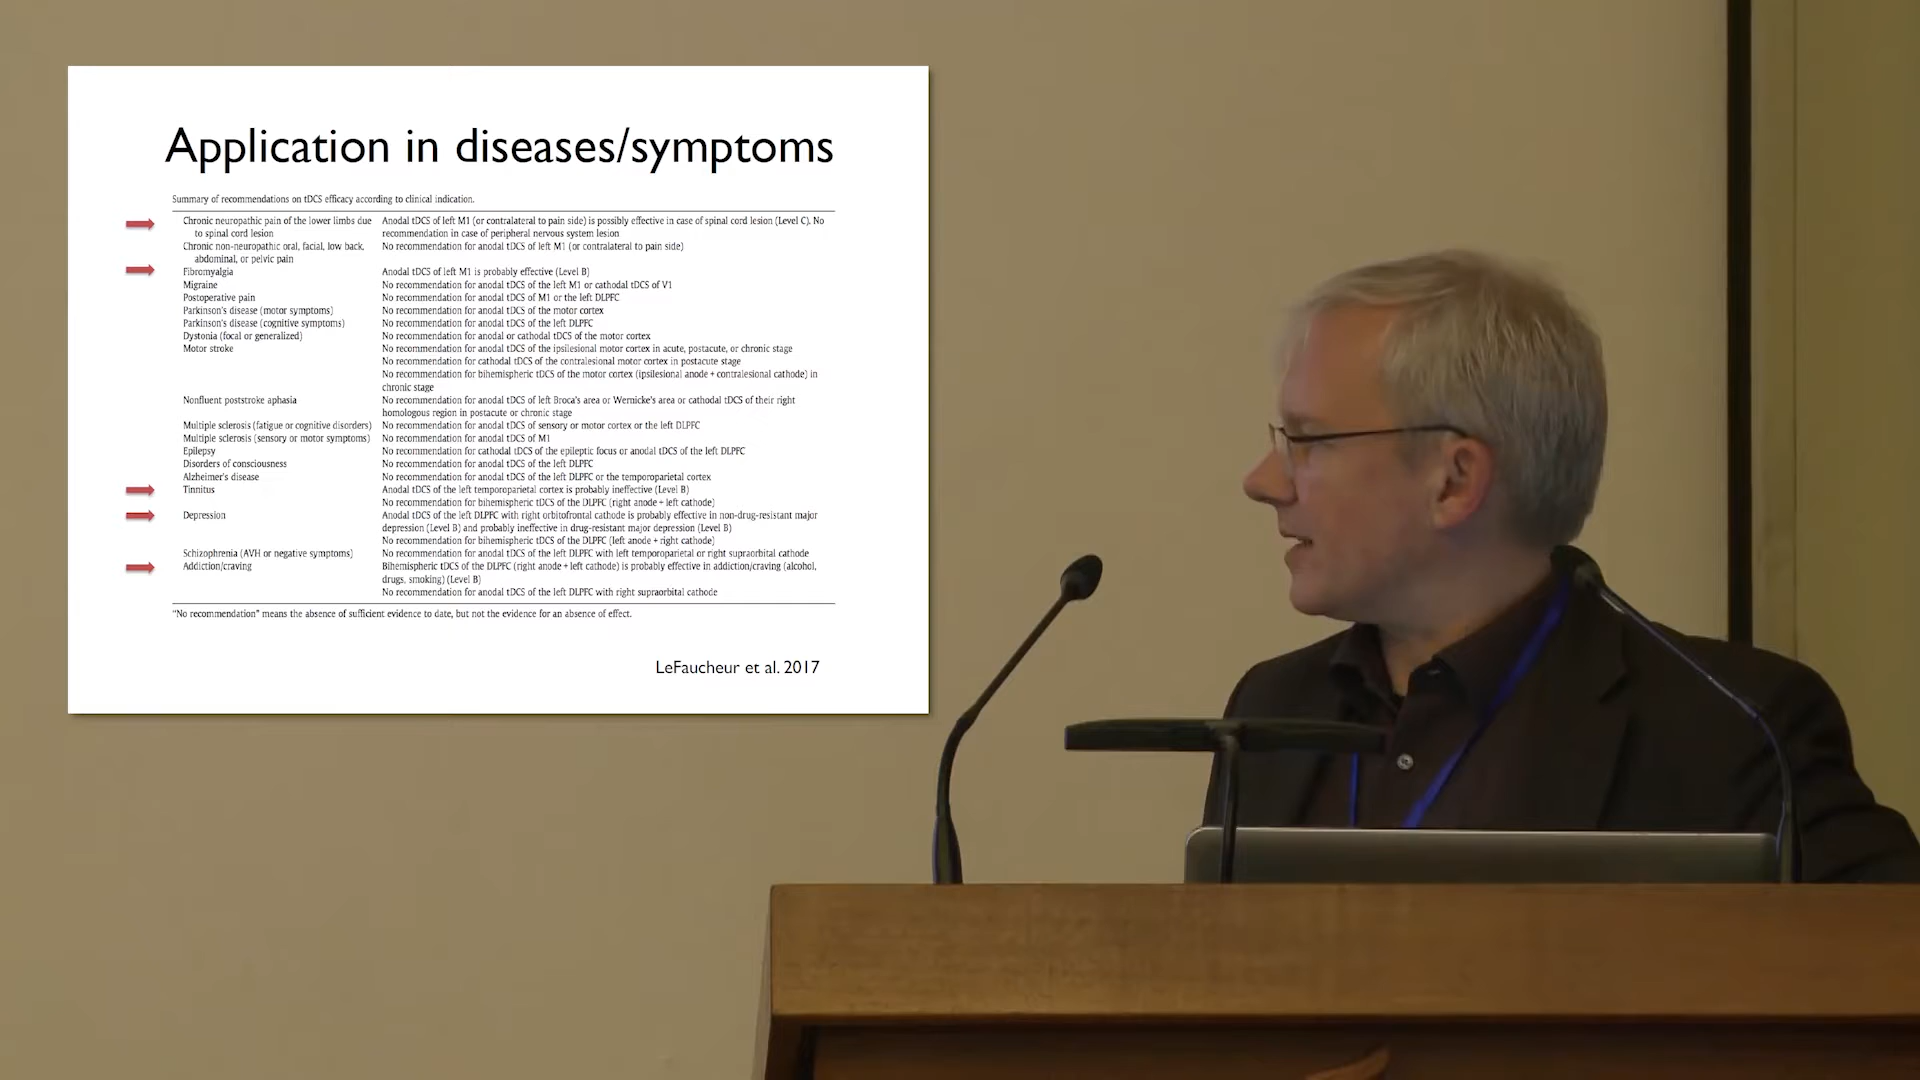 Application in diseases/symptoms
Summary of recommendations on tDCS efficacy according to clinical indication.
Chronic neuropathic pain of the lower limbs due to spinal cord lesion
Anodal tDCS of left M1 (or contralateral to pain side) is possibly effective in case of spinal cord lesion (Level C). No recommendation in case of peripheral nervous system lesion
Chronic non-neuropathic oral, facial, low back, abdominal, or pelvic pain
No recommendation for anodal tDCS of left M1 (or contralateral to pain side)
Fibromyalgia
Anodal tDCS of left M1 is probably effective (Level B)
Migraine
No recommendation for anodal tDCS of the left M1 or cathodal tDCS of V1
Postoperative pain
No recommendation for anodal tDCS of M1 or the left DLPFC
Parkinson's disease (motor symptoms)
No recommendation for anodal tDCS of the motor cortex
Parkinson's disease (cognitive symptoms)
No recommendation for anodal tDCS of the left DLPFC
Dystonia (focal or generalized)
No recommendation for anodal or cathodal tDCS of the motor cortex
Motor stroke
No recommendation for anodal tDCS of the ipsilesional motor cortex in acute, postacute, or chronic stage
No recommendation for cathodal tDCS of the contralesional motor cortex in postacute stage
No recommendation for bihemispheric tDCS of the motor cortex (ipsilesional anode + contralesional cathode) in chronic stage
Nonfluent poststroke aphasia
No recommendation for anodal tDCS of left Broca's area or Wernicke's area or cathodal tDCS of their right homologous region in postacute or chronic stage
Multiple sclerosis (fatigue or cognitive disorders)
No recommendation for anodal tDCS of sensory or motor cortex or the left DLPFC
Multiple sclerosis (sensory or motor symptoms)
No recommendation for anodal tDCS of M1
Epilepsy
No recommendation for cathodal tDCS of the epileptic focus or anodal tDCS of the left DLPFC
Disorders of consciousness
No recommendation for anodal tDCS of the left DLPFC
Alzheimer's disease
No recommendation for anodal tDCS of the left DLPFC or the temporoparietal cortex
Tinnitus
Anodal tDCS of the left temporoparietal cortex is probably ineffective (Level B)
No recommendation for bihemispheric tDCS of the DLPFC (right anode + left cathode)
Depression
Anodal tDCS of the left DLPFC with right orbitofrontal cathode is probably effective in non-drug-resistant major depression (Level B) and probably ineffective in drug-resistant major depression (Level B)
No recommendation for bihemispheric tDCS of the DLPFC (left anode + right cathode)
Schizophrenia (AVH or negative symptoms)
No recommendation for anodal tDCS of the left DLPFC with left temporoparietal or right supraorbital cathode
Addiction/craving
Bihemispheric tDCS of the DLPFC (right anode + left cathode) is probably effective in addiction/craving (alcohol, drugs, smoking) (Level B)
No recommendation for anodal tDCS of the left DLPFC with right supraorbital cathode
"No recommendation" means the absence of sufficient evidence to date, but not the evidence for an absence of effect.
LeFaucheur et al. 2017